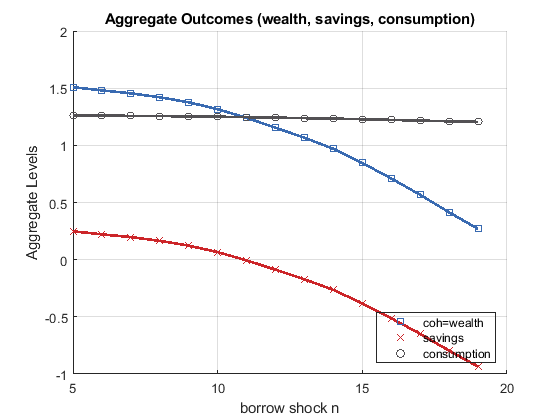 Aggregate Outcomes (wealth, savings, consumption)
2
1.5
1
0.5
0
-0.5
-1
Aggregate Levels
coh=wealth
savings
consumption
5
10
15
20
borrow shock n